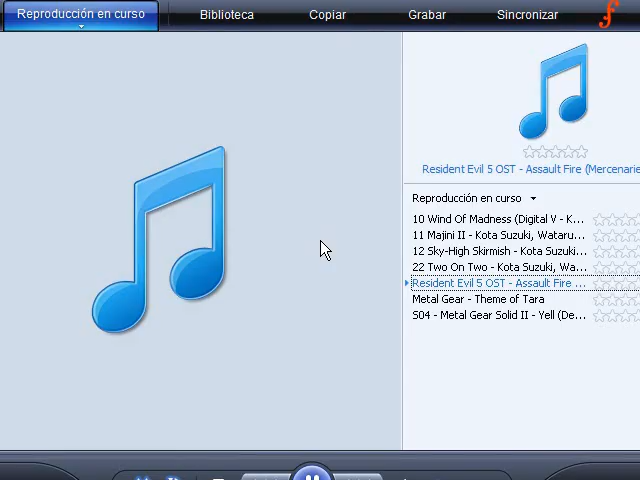 Reproducción en curso
Biblioteca
Copiar
Grabar
Sincronizar
Resident Evil 5 OST - Assault Fire (Mercenarie
Reproducción en curso
10 Wind Of Madness (Digital V - K...
11 Majini II - Kota Suzuki, Wataru...
12 Sky-High Skirmish - Kota Suzuki...
22 Two On Two - Kota Suzuki, Wa...
Resident Evil 5 OST - Assault Fire ...
Metal Gear - Theme of Tara
S04 - Metal Gear Solid II - Yell (De...